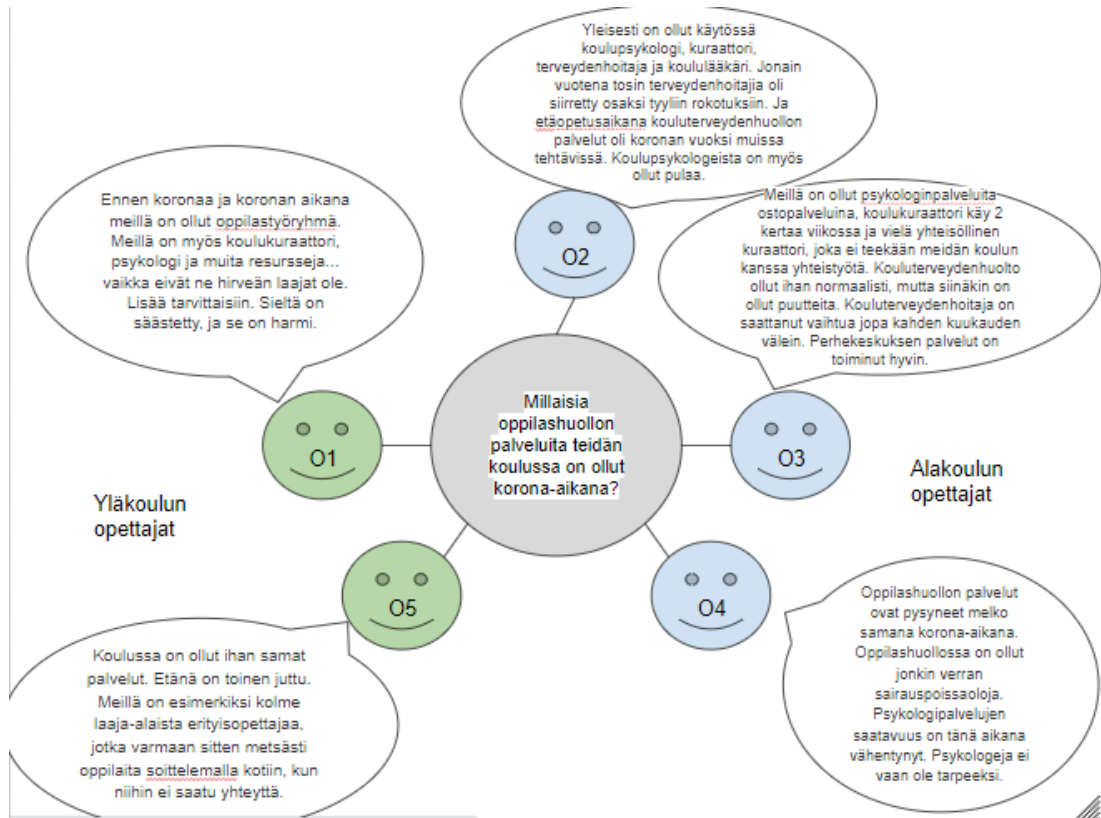 Yleisesti on ollut käytössä
koulupsykologi, kuraattori,
terveydenhoitaja ja koululääkäri. Jonain
vuotena tosin terveydenhoitajia oli
siirretty osaksi tyyliin rokotuksiin. Ja
etäopetusaikana kouluterveydenhuollon
palvelut oli koronan vuoksi muissa
tehtävissä. Koulupsykologeista on myös
ollut pulaa.
O2
Ennen koronaa ja koronan aikana
meillä on ollut oppilastyöryhmä.
Meillä on myös koulukuraattori,
psykologi ja muita resursseja...
vaikka eivät ne hirveän laajat ole.
Lisää tarvittaisiin. Sieltä on
säästetty, ja se on harmi.
O1
Meillä on ollut psykologinpalveluita
ostopalveluina, koulukuraattori käy 2
kertaa viikossa ja vielä yhteisöllinen
kuraattori, joka ei teekään meidän koulun
kanssa yhteistyötä. Kouluterveydenhuolto
ollut ihan normaalisti, mutta siinäkin on
ollut puutteita. Kouluterveydenhoitaja on
saattanut vaihtua jopa kahden kuukauden
välein. Perhekeskuksen palvelut on
toiminut hyvin.
O3
Millaisia
oppilashuollon
palveluita teidän
koulussa on ollut
korona-aikana?
Yläkoulun
opettajat
Alakoulun
opettajat
O5
Koulussa on ollut ihan samat
palvelut. Etänä on toinen juttu.
Meillä on esimerkiksi kolme
laaja-alaista erityisopettajaa,
jotka varmaan sitten metsästi
oppilaita soittelemalla kotiin, kun
niihin ei saatu yhteyttä.
O4
Oppilashuollon palvelut
ovat pysyneet melko
samana korona-aikana.
Oppilashuollossa on ollut
jonkin verran
sairauspoissaoloja.
Psykologipalvelujen
saatavuus on tänä aikana
vähentynyt. Psykologeja ei
vaan ole tarpeeksi.